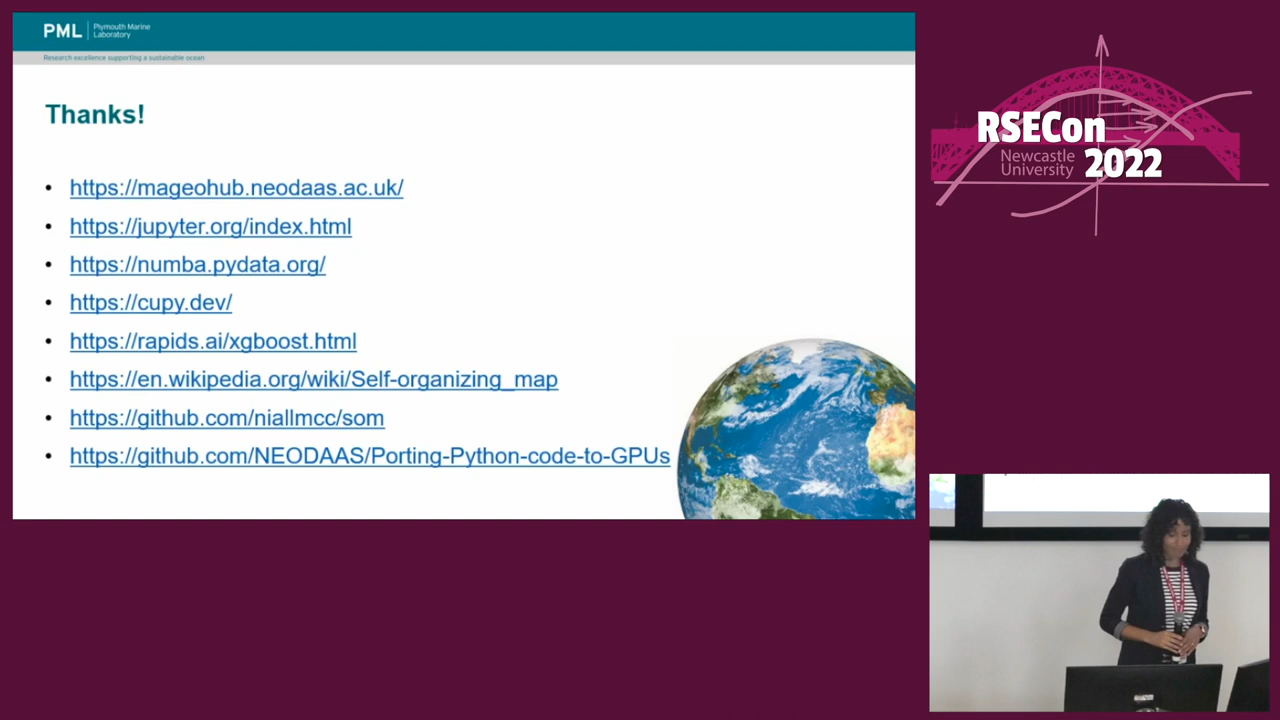 PML
Plymouth Marine
Laboratory
Research excellence supporting a sustainable ocean
Thanks!
• https://mageohub.neodaas.ac.uk/
• https://jupyter.org/index.html
• https://numba.pydata.org/
• https://cupy.dev/
• https://rapids.ai/xgboost.html
• https://en.wikipedia.org/wiki/Self-organizing_map
• https://github.com/niallmcc/som
• https://github.com/NEODAAS/Porting-Python-code-to-GPUs
RSECon
Newcastle
University
2022